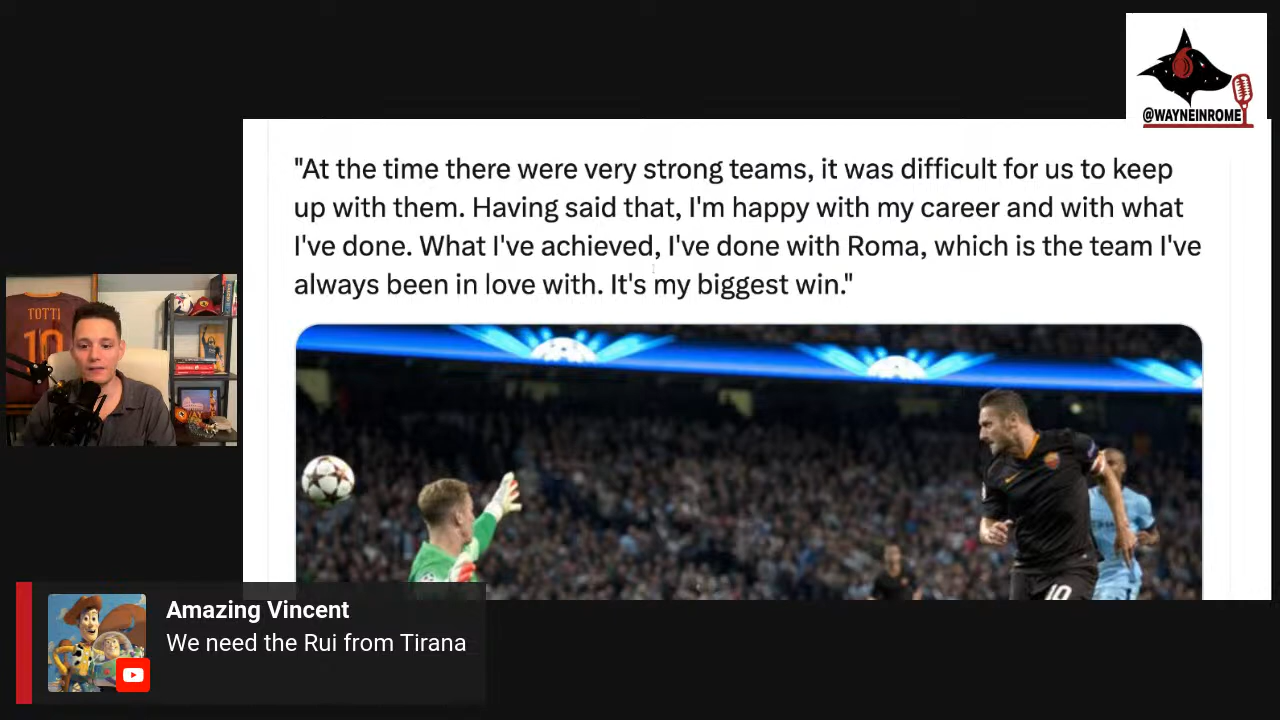 @WAYNEINROME
"At the time there were very strong teams, it was difficult for us to keep
up with them. Having said that, I'm happy with my career and with what
I've done. What I've achieved, I've done with Roma, which is the team I've
always been in love with. It's my biggest win."
TOTTI
10
10
Amazing Vincent
We need the Rui from Tirana